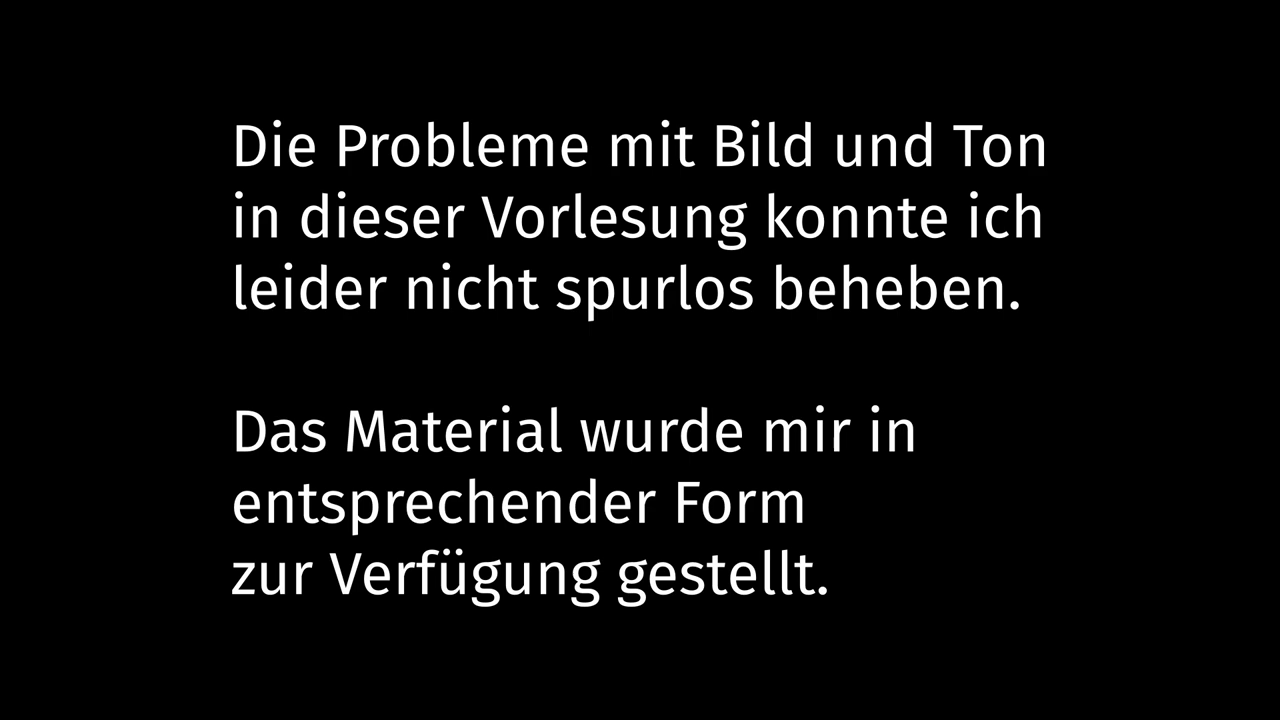 Die Probleme mit Bild und Ton
in dieser Vorlesung konnte ich
leider nicht spurlos beheben.
Das Material wurde mir in
entsprechender Form
zur Verfügung gestellt.